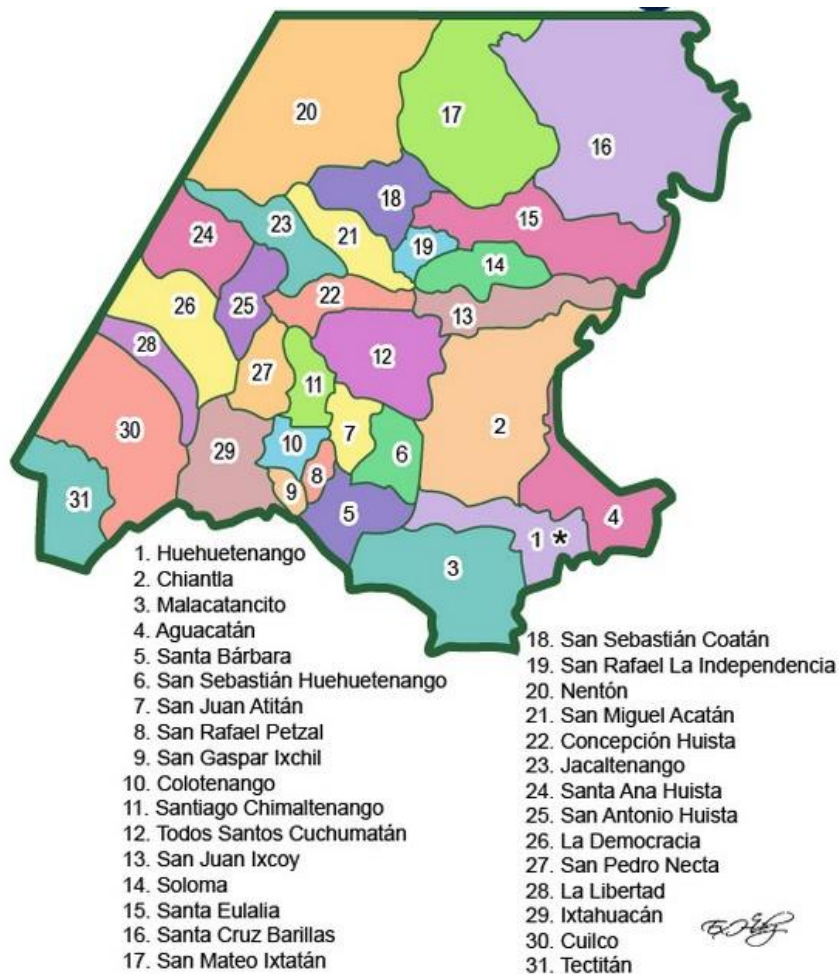 20
17
16
18
15
23
24
21
19
14
26
25
22
13
28
12
27
11
30
2
7
29
10
6
8
31
9
5
4
1 *
3
1. Huehuetenango
2. Chiantla
3. Malacatancito
4. Aguacatán
5. Santa Bárbara
6. San Sebastián Huehuetenango
7. San Juan Atitán
8. San Rafael Petzal
9. San Gaspar Ixchil
10. Colotenango
11. Santiago Chimaltenango
12. Todos Santos Cuchumatán
13. San Juan Ixcoy
14. Soloma
15. Santa Eulalia
16. Santa Cruz Barillas
17. San Mateo Ixtatán
18. San Sebastián Coatán
19. San Rafael La Independencia
20. Nentón
21. San Miguel Acatán
22. Concepción Huista
23. Jacaltenango
24. Santa Ana Huista
25. San Antonio Huista
26. La Democracia
27. San Pedro Necta
28. La Libertad
29. Ixtahuacán
30. Cuilco
31. Tectitán